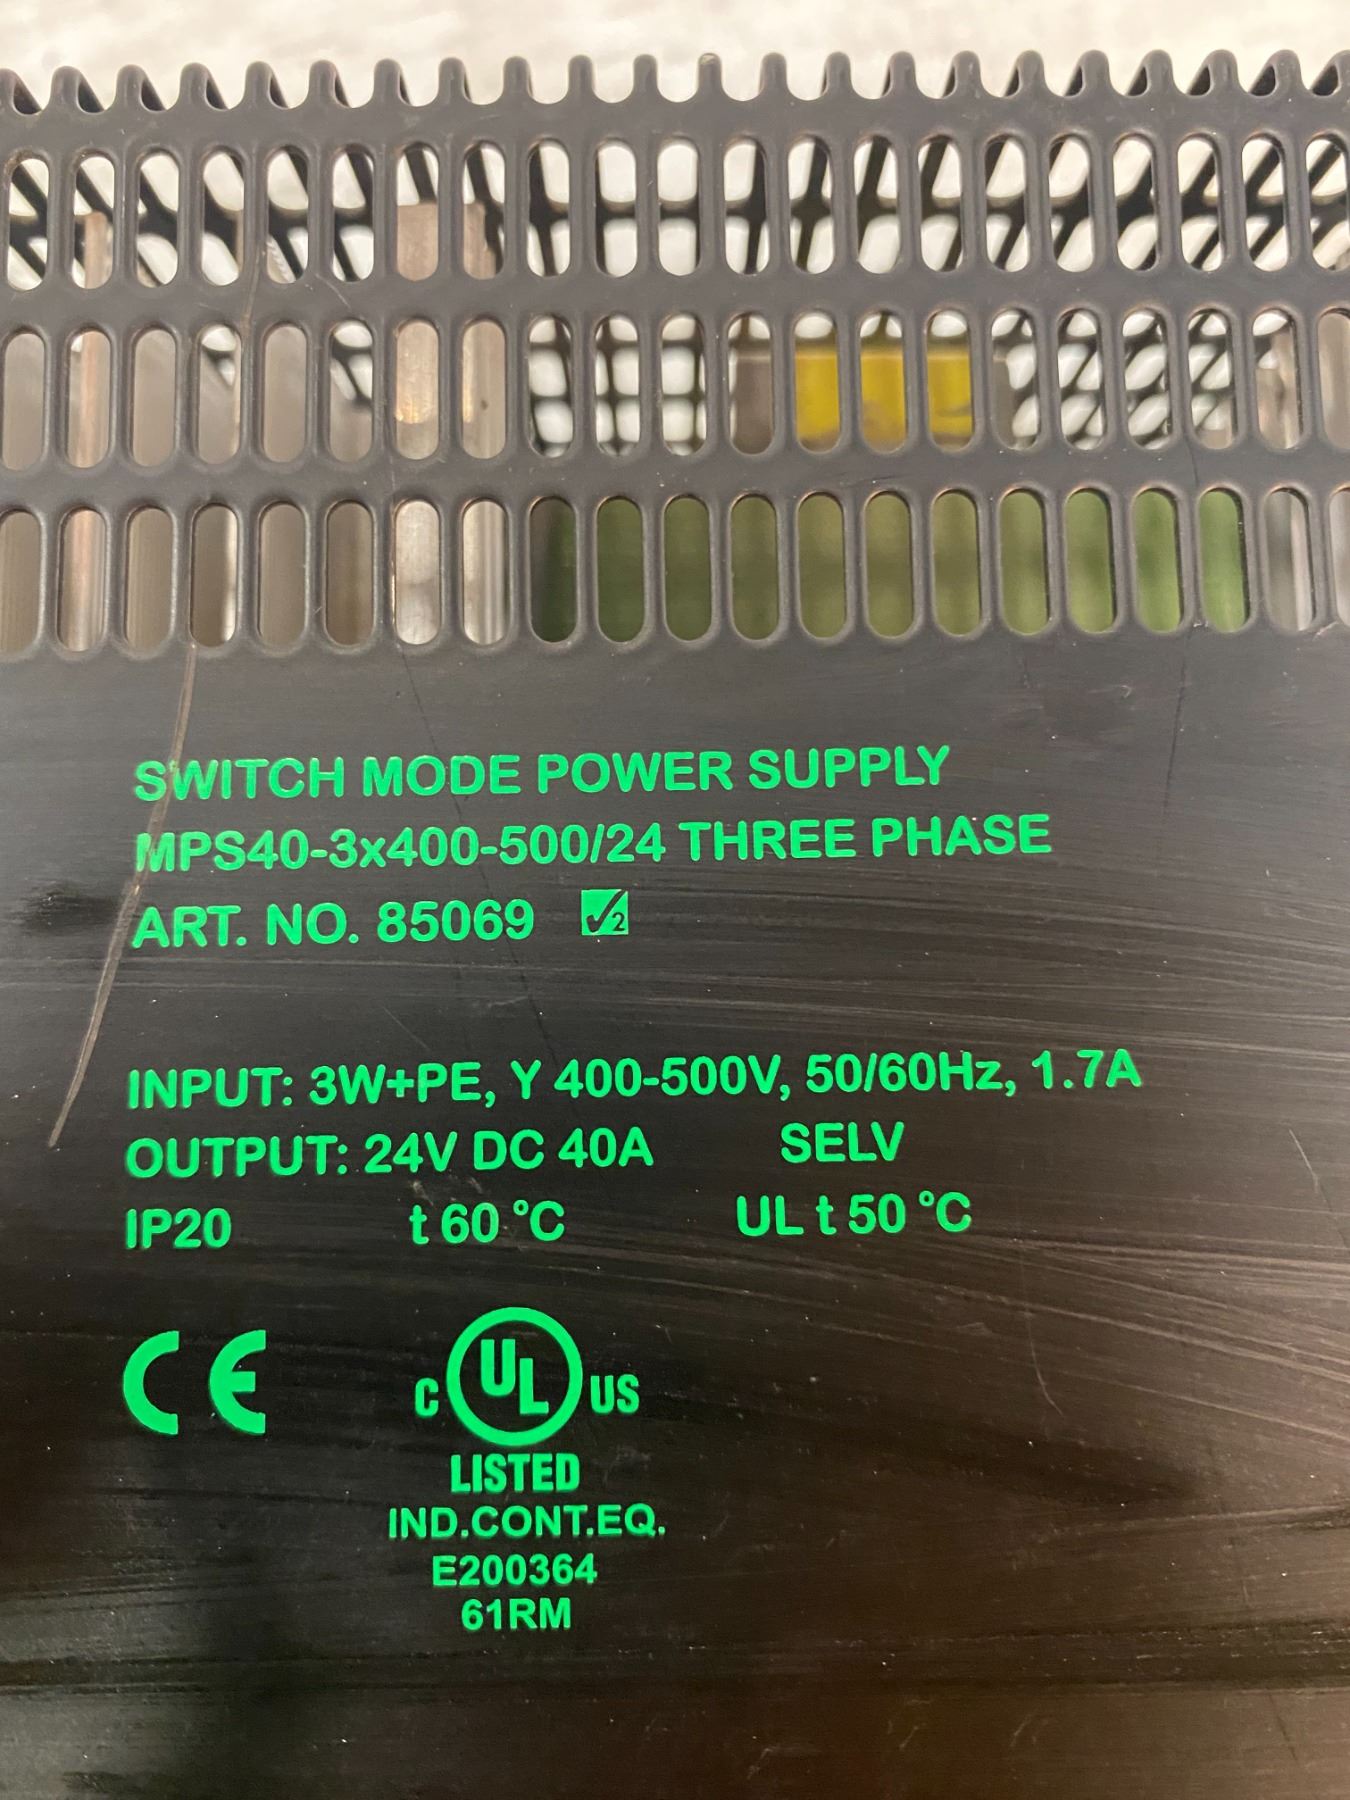 SWITCH MODE POWER SUPPLY
MPS40-3x400-500/24 THREE PHASE
ART. NO. 85069 ✓2
INPUT: 3W+PE, Y 400-500V, 50/60Hz, 1.7A
OUTPUT: 24V DC 40A SELV
IP20 t 60 °C UL t 50 °C
CE C UL US
LISTED
IND.CONT.EQ.
E200364
61RM